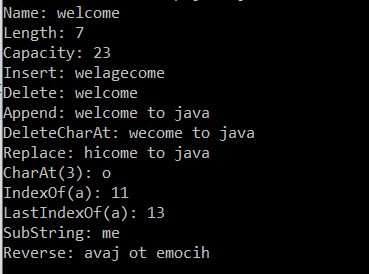 Name: welcome
Length: 7
Capacity: 23
Insert: welagecome
Delete: welcome
Append: welcome to java
DeleteCharAt: wecome to java
Replace: hicome to java
CharAt(3): o
IndexOf(a): 11
LastIndexOf(a): 13
SubString: me
Reverse: avaj ot emocih